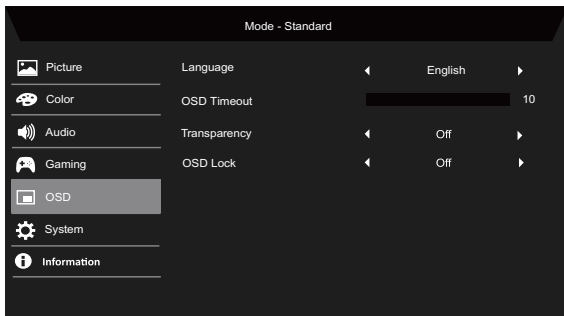 Mode - Standard
Picture
Color
Audio
Gaming
OSD
System
Information
Language English
OSD Timeout 10
Transparency Off
OSD Lock Off